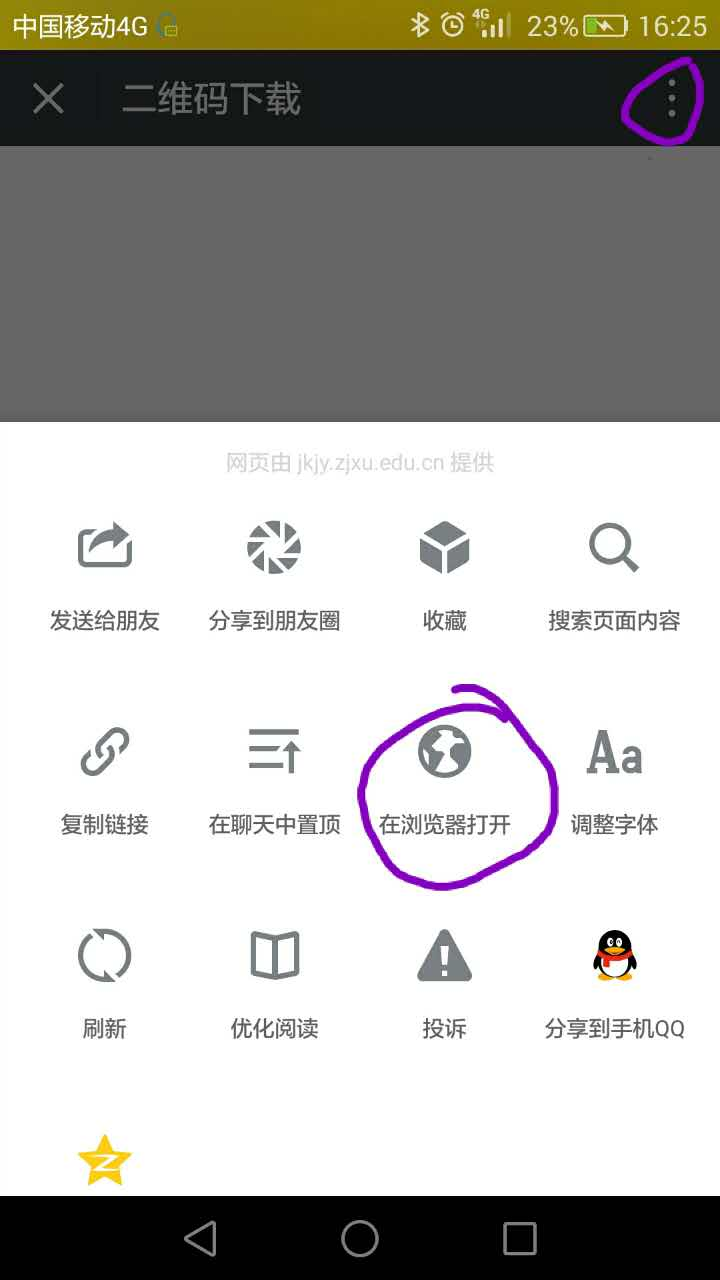 中国移动4G 4G 23% 16:25
二维码下载
网页由 jkjy.zjxu.edu.cn 提供
发送给朋友 分享到朋友圈 收藏 搜索页面内容
Aa
复制链接 在聊天中置顶 在浏览器打开 调整字体
刷新 优化阅读 投诉 分享到手机QQ